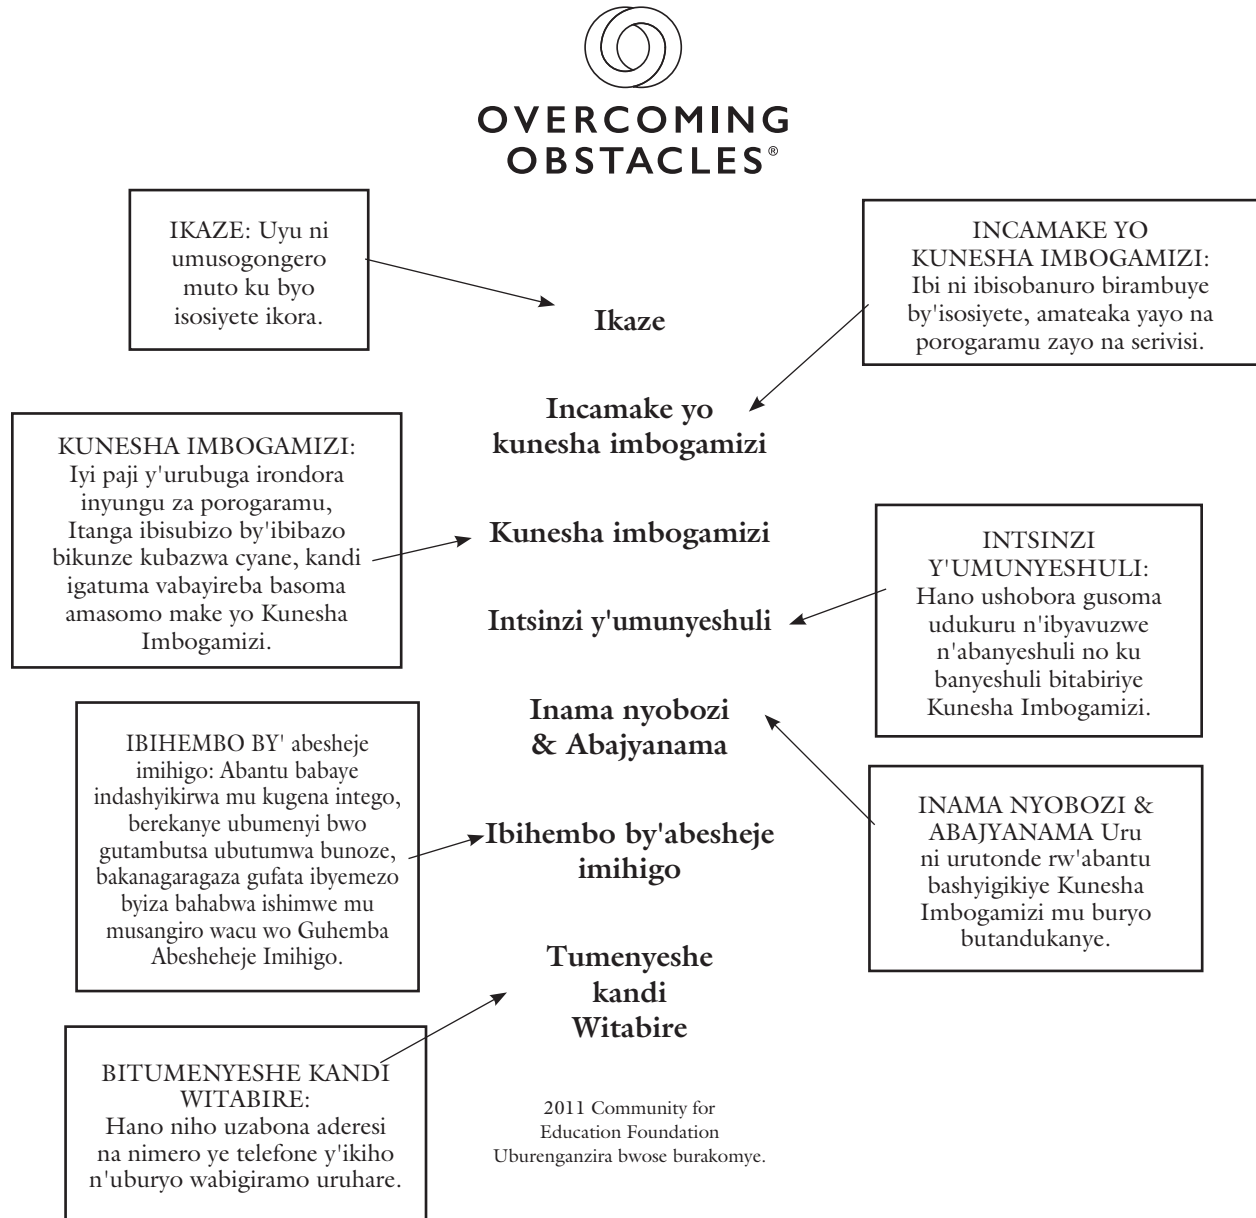 OVERCOMING
OBSTACLES®
IKAZE: Uyu ni
umusogongero
muto ku byo
isosiyete ikora.
INCAMAKE YO
KUNESHA IMBOGAMIZI:
Ibi ni ibisobanuro birambuye
by'isosiyete, amateaka yayo na
porogaramu zayo na serivisi.
Ikaze
Incamake yo
kunesha imbogamizi
KUNESHA IMBOGAMIZI:
Iyi paji y'urubuga irondora
inyungu za porogaramu,
Itanga ibisubizo by'ibibazo
bikunze kubazwa cyane, kandi
igatuma vabayireba basoma
amasomo make yo Kunesha
Imbogamizi.
Kunesha imbogamizi
INTSINZI
Y'UMUNYESHULI:
Hano ushobora gusoma
udukuru n'ibyavuzwe
n'abanyeshuli no ku
banyeshuli bitabiriye
Kunesha Imbogamizi.
Intsinzi y'umunyeshuli
Inama nyobozi
& Abajyanama
IBIHEMBO BY' abesheje
imihigo: Abantu babaye
indashyikirwa mu kugena intego,
berekanye ubumenyi bwo
gutambutsa ubutumwa bunoze,
bakanagaragaza gufata ibyemezo
byiza bahabwa ishimwe mu
musangiro wacu wo Guhemba
Abesheheje Imihigo.
INAMA NYOBOZI &
ABAJYANAMA Uru
ni urutonde rw'abantu
bashyigikiye Kunesha
Imbogamizi mu buryo
butandukanye.
Ibihembo by'abesheje
imihigo
Tumenyeshe
kandi
Witabire
BITUMENYESHE KANDI
WITABIRE:
Hano niho uzabona aderesi
na nimero ye telefone y'ikiho
n'uburyo wabigiramo uruhare.
2011 Community for
Education Foundation
Uburenganzira bwose burakomye.